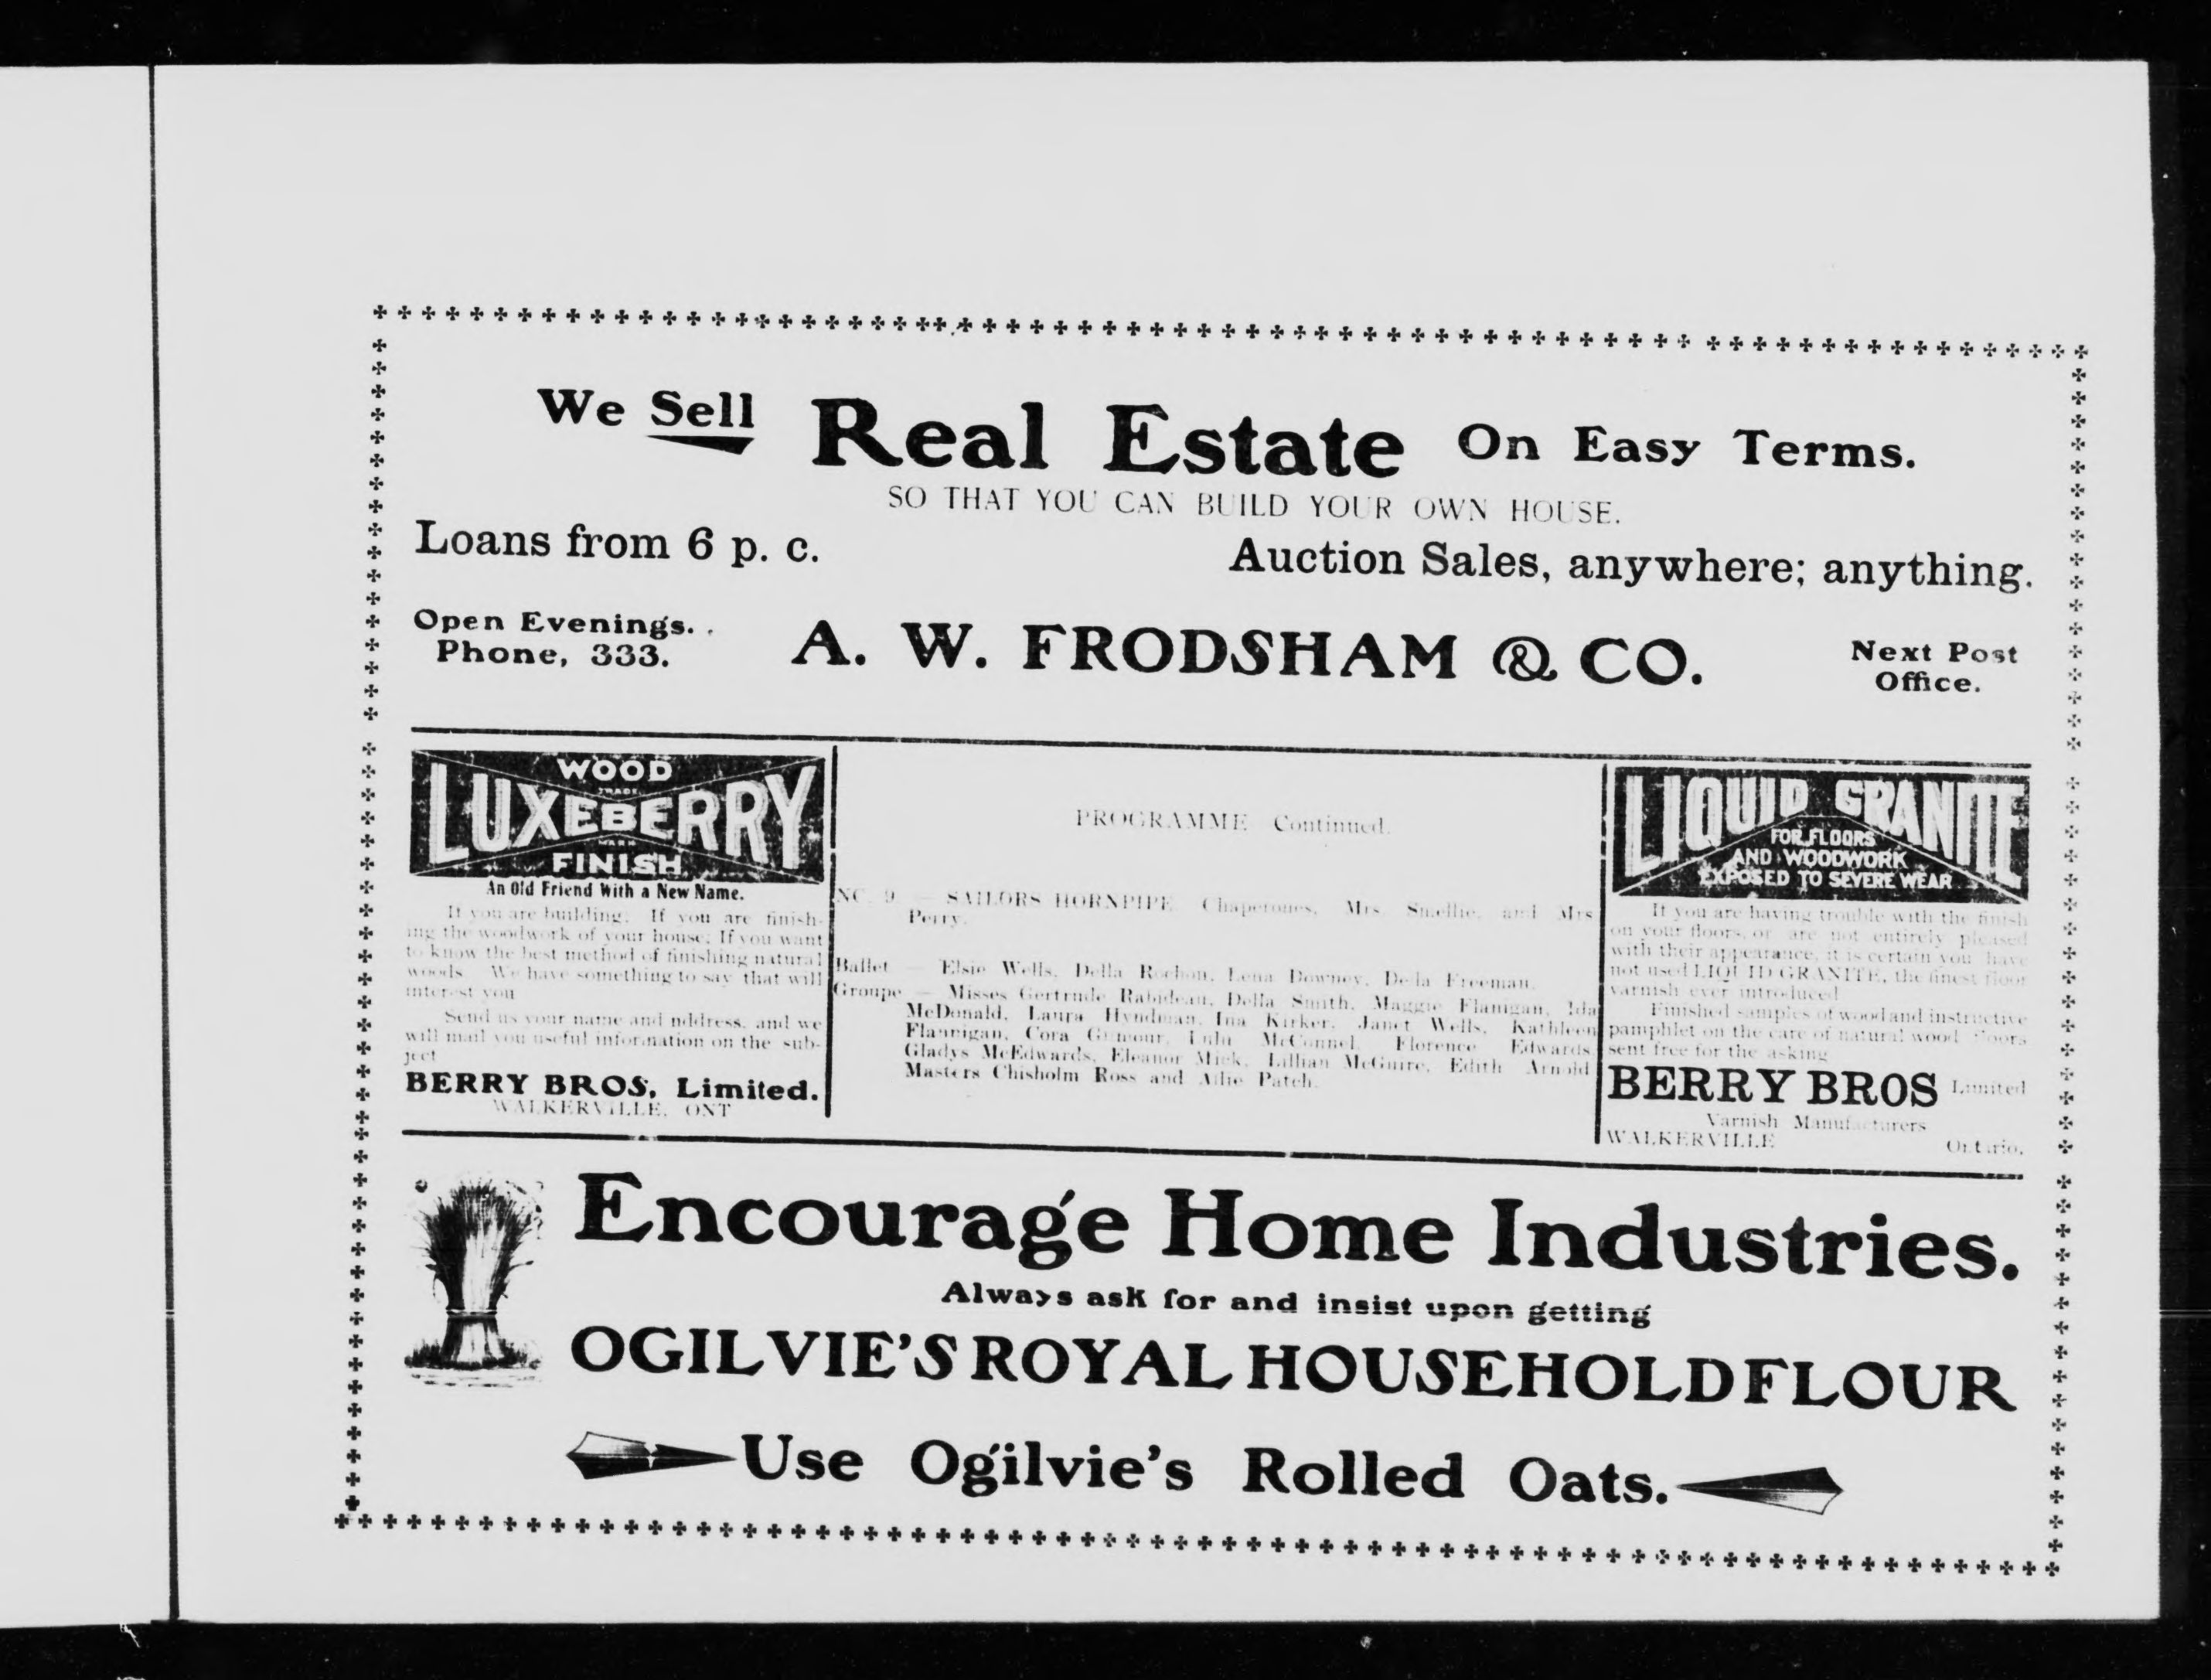 We Sell Real Estate On Easy Terms.
SO THAT YOU CAN BUILD YOUR OWN HOUSE.
Loans from 6 p. c. Auction Sales, anywhere; anything.
Open Evenings. .
Phone, 333.
A. W. FRODSHAM & CO.
Next Post
Office.
WOOD
TRADE
LUXEBERRY
MARK
FINISH
An Old Friend With a New Name.
If you are building; If you are finish-
ing the woodwork of your house; If you want
to know the best method of finishing natural
woods. We have something to say that will
interest you
Send us your name and nddress, and we
will mail you useful information on the sub-
ject
BERRY BROS, Limited.
WALKERVILLE, ONT
PROGRAMME Continued.
NC. 9 — SAILORS HORNPIPE Chaperones, Mrs. Smellie, and Mrs
Perry.
Ballet — Elsie Wells, Della Rochon, Lena Downey, Della Freeman.
Groupe — Misses Gertrude Rabideau, Della Smith, Maggie Flanigan, Ida
McDonald, Laura Hyndman, Ina Kirker, Janet Wells, Kathleen
Flannigan, Cora Gumour, Lulu McConnel, Florence Edwards,
Gladys McEdwards, Eleanor Mick, Lillian McGuire, Edith Arnold
Masters Chisholm Ross and Allie Patch.
LIQUID GRANITE
FOR FLOORS
AND WOODWORK
EXPOSED TO SEVERE WEAR
If you are having trouble with the finish
on your floors, or are not entirely pleased
with their appearance, it is certain you have
not used LIQUID GRANITE, the finest floor
varnish ever introduced
Finished samples of wood and instructive
pamphlet on the care of natural wood floors
sent free for the asking
BERRY BROS Limited
Varnish Manufacturers
WALKERVILLE Ontario.
Encourage Home Industries.
Always ask for and insist upon getting
OGILVIE'S ROYAL HOUSEHOLD FLOUR
Use Ogilvie's Rolled Oats.